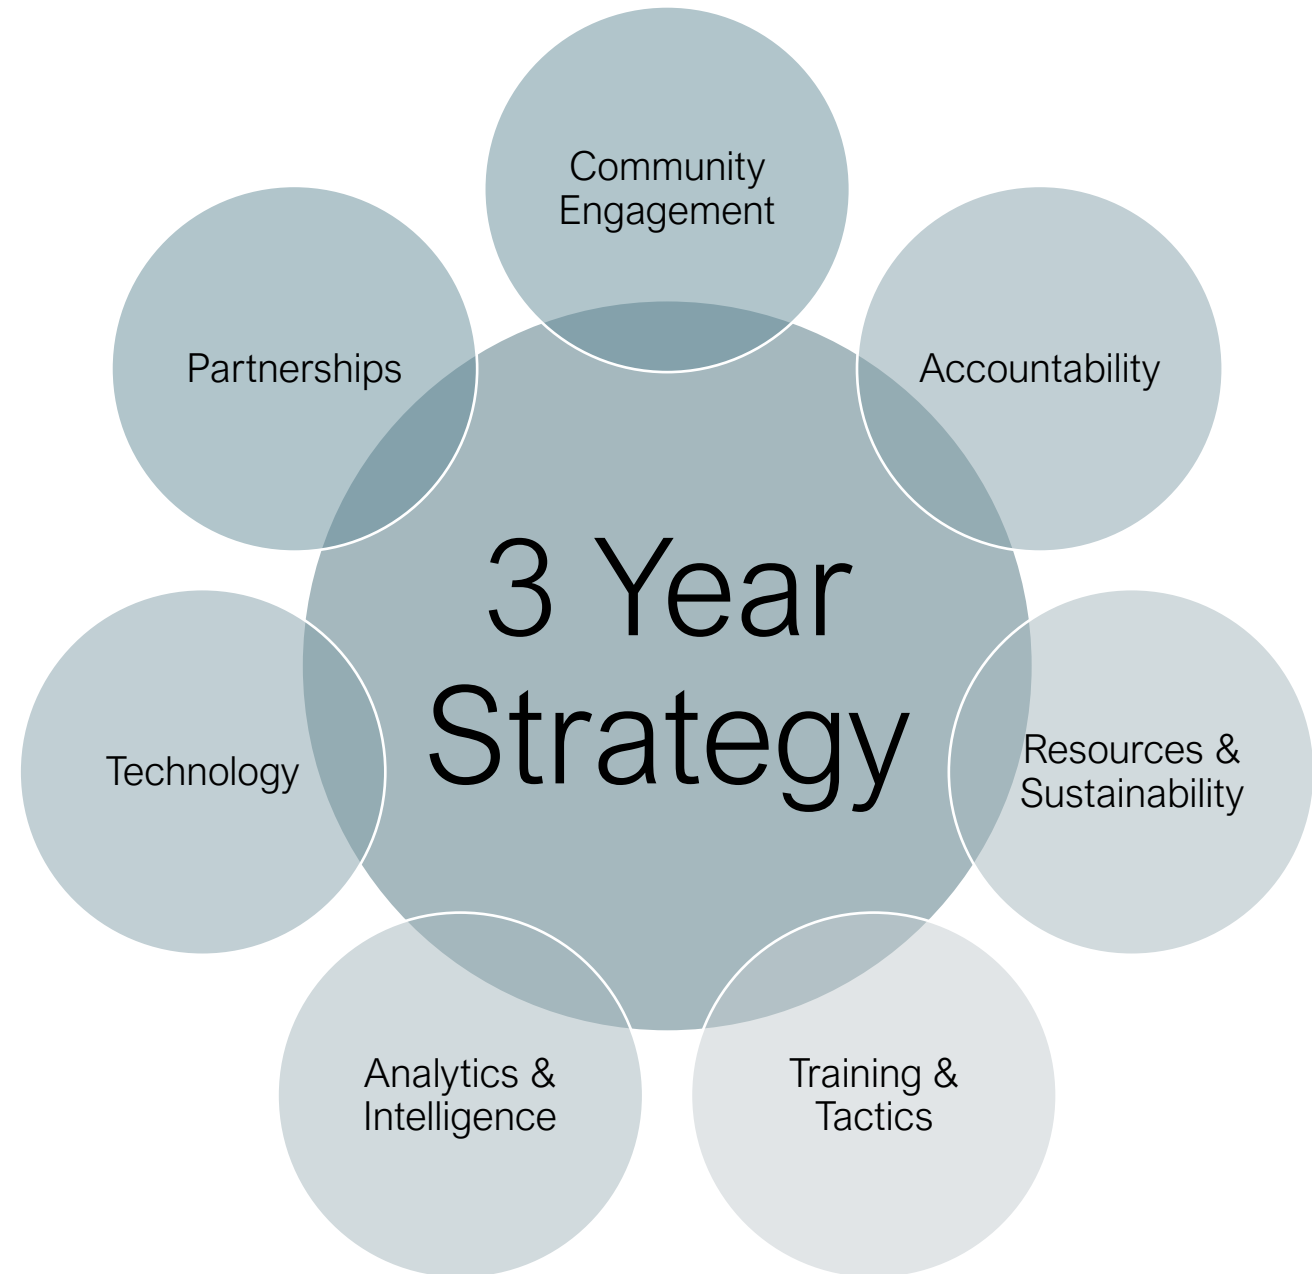 Community
Engagement
Partnerships
Accountability
3 Year
Strategy
Technology
Resources &
Sustainability
Analytics &
Intelligence
Training &
Tactics